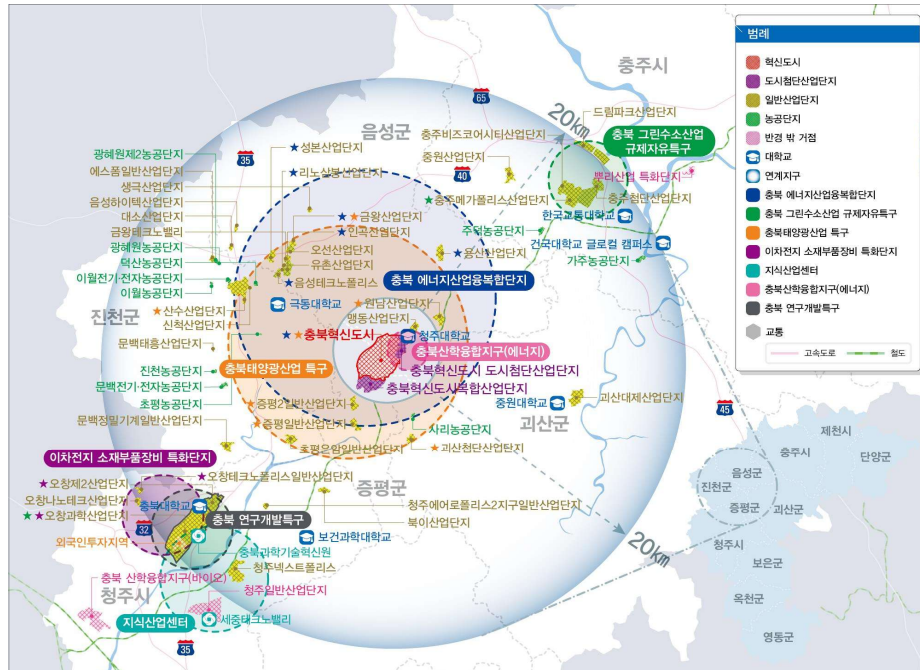 범례
혁신도시
도시첨단산업단지
일반산업단지
농공단지
반경 밖 거점
대학교
연계지구
충북 에너지산업융복합단지
충북 그린수소산업 규제자유특구
충북태양광산업 특구
이차전지 소재부품장비 특화단지
지식산업센터
충북산학융합지구(에너지)
충북 연구개발특구
교통
고속도로
철도
충주시
65
드림파크산업단지
20km
음성군
충주비즈코어시티산업단지
충북 그린수소산업
규제자유특구
35
광혜원제2농공단지
★성본산업단지
중원산업단지
에스폼일반산업단지
★리노산본산업단지
40
뿌리산업 특화단지
생극산업단지
★충주메가폴리스산업단지
충주첨단산업단지
음성하이텍산업단지
★★금왕산업단지
한국교통대학교
대소산업단지
★인곡전원단지
주덕농공단지
금왕테크노밸리
오선산업단지
★용산산업단지
건국대학교 글로컬 캠퍼스
광혜원농공단지
유촌산업단지
가주농공단지
덕산농공단지
충북 에너지산업융복합단지
이월전기·전자농공단지
★음성테크노폴리스
이월농공단지
극동대학교
★원남산업단지
★산수산업단지
맹동산업단지
진천군
신척산업단지
★★충북혁신도시
청주대학교
문백태흥산업단지
충북산학융합지구(에너지)
충북태양광산업 특구
충북혁신도시 도시첨단산업단지
진천농공단지
충북혁신도시복합산업단지
문백전기·전자농공단지
초평농공단지
★증평2일반산업단지
중원대학교
괴산대제산업단지
45
문백정밀기계일반산업단지
★증평일반산업단지
사리농공단지
괴산군
초평은암일반산업단지
★괴산첨단산업단지
제천시
이차전지 소재부품장비 특화단지
충주시
단양군
★오창테크노폴리스일반산업단지
음성군
★오창제2산업단지
증평군
진천군
오창나노테크산업단지
충북대학교
청주에어로폴리스2지구일반산업단지
증평군
괴산군
★★오창과학산업단지
충북 연구개발특구
북이산업단지
32
외국인투자지역
보건과학대학교
20km
청주시
충북과학기술혁신원
보은군
청주넥스트폴리스
충북 산학융합지구(바이오)
청주일반산업단지
옥천군
청주시
지식산업센터
세중테크노밸리
영동군
35